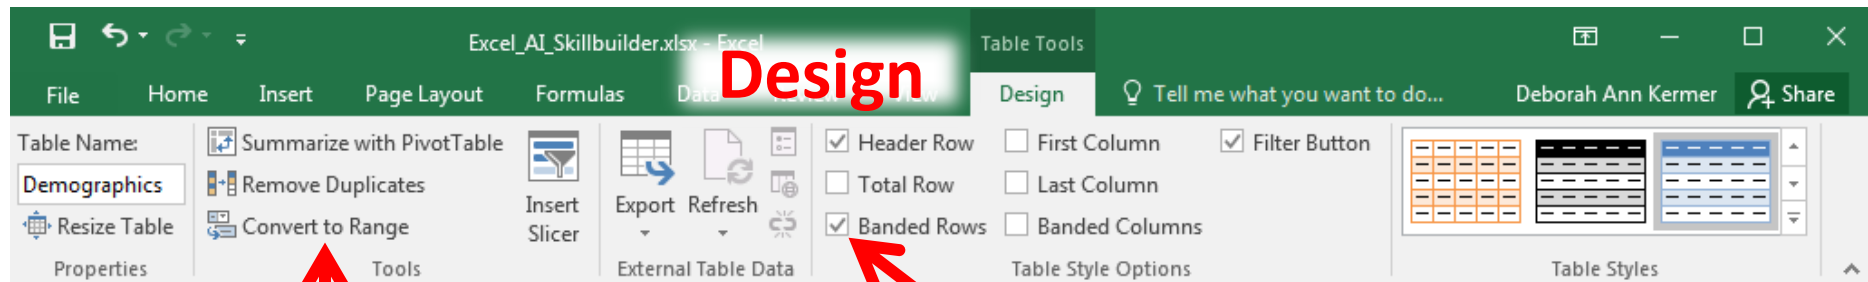 Excel_AI_Skillbuilder.xlsx - Excel
Table Tools
Design
File Home Insert Page Layout Formulas Data Review View Design Tell me what you want to do... Deborah Ann Kermer Share
Table Name:
Demographics
Resize Table
Properties
Summarize with PivotTable
Remove Duplicates
Convert to Range
Insert
Slicer
Tools
Export Refresh
External Table Data
Header Row First Column Filter Button
Total Row Last Column
Banded Rows Banded Columns
Table Style Options
Table Styles